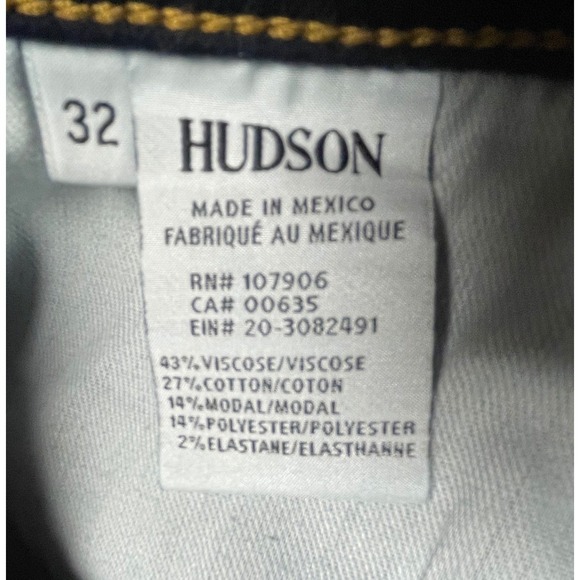 32
HUDSON
MADE IN MEXICO
FABRIQUÉ AU MEXIQUE
RN# 107906
CA# 00635
EIN# 20-3082491
43%VISCOSE/VISCOSE
27%COTTON/COTON
14%MODAL/MODAL
14%POLYESTER/POLYESTER
2%ELASTANE/ELASTHANNE